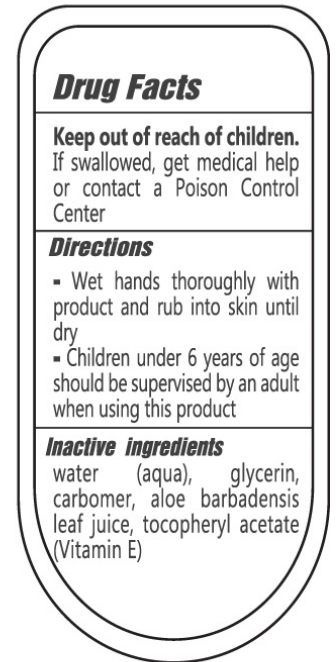 Drug Facts
Keep out of reach of children.
If swallowed, get medical help
or contact a Poison Control
Center
Directions
- Wet hands thoroughly with
product and rub into skin until
dry
- Children under 6 years of age
should be supervised by an adult
when using this product
Inactive ingredients
water (aqua), glycerin,
carbomer, aloe barbadensis
leaf juice, tocopheryl acetate
(Vitamin E)